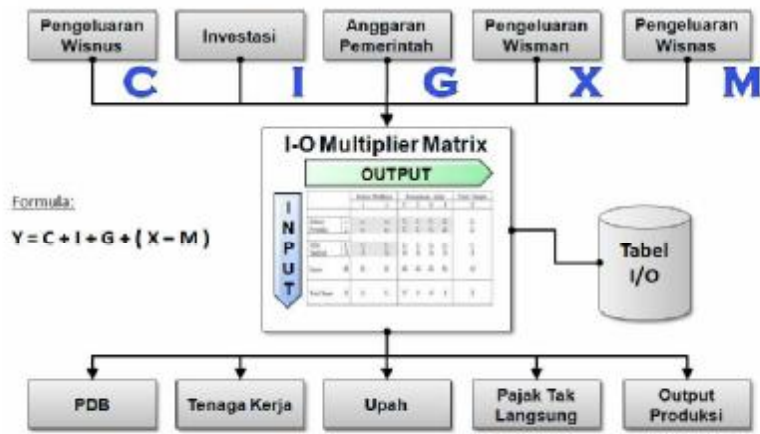 Pengeluaran
Wisnus
Investasi
Anggaran
Pemerintah
Pengeluaran
Wisman
Pengeluaran
Wisnas
C
I
G
X
M
I-O Multiplier Matrix
OUTPUT
INPUT
Formula:
Y = C + I + G + ( X – M )
Tabel
I/O
PDB
Tenaga Kerja
Upah
Pajak Tak
Langsung
Output
Produksi